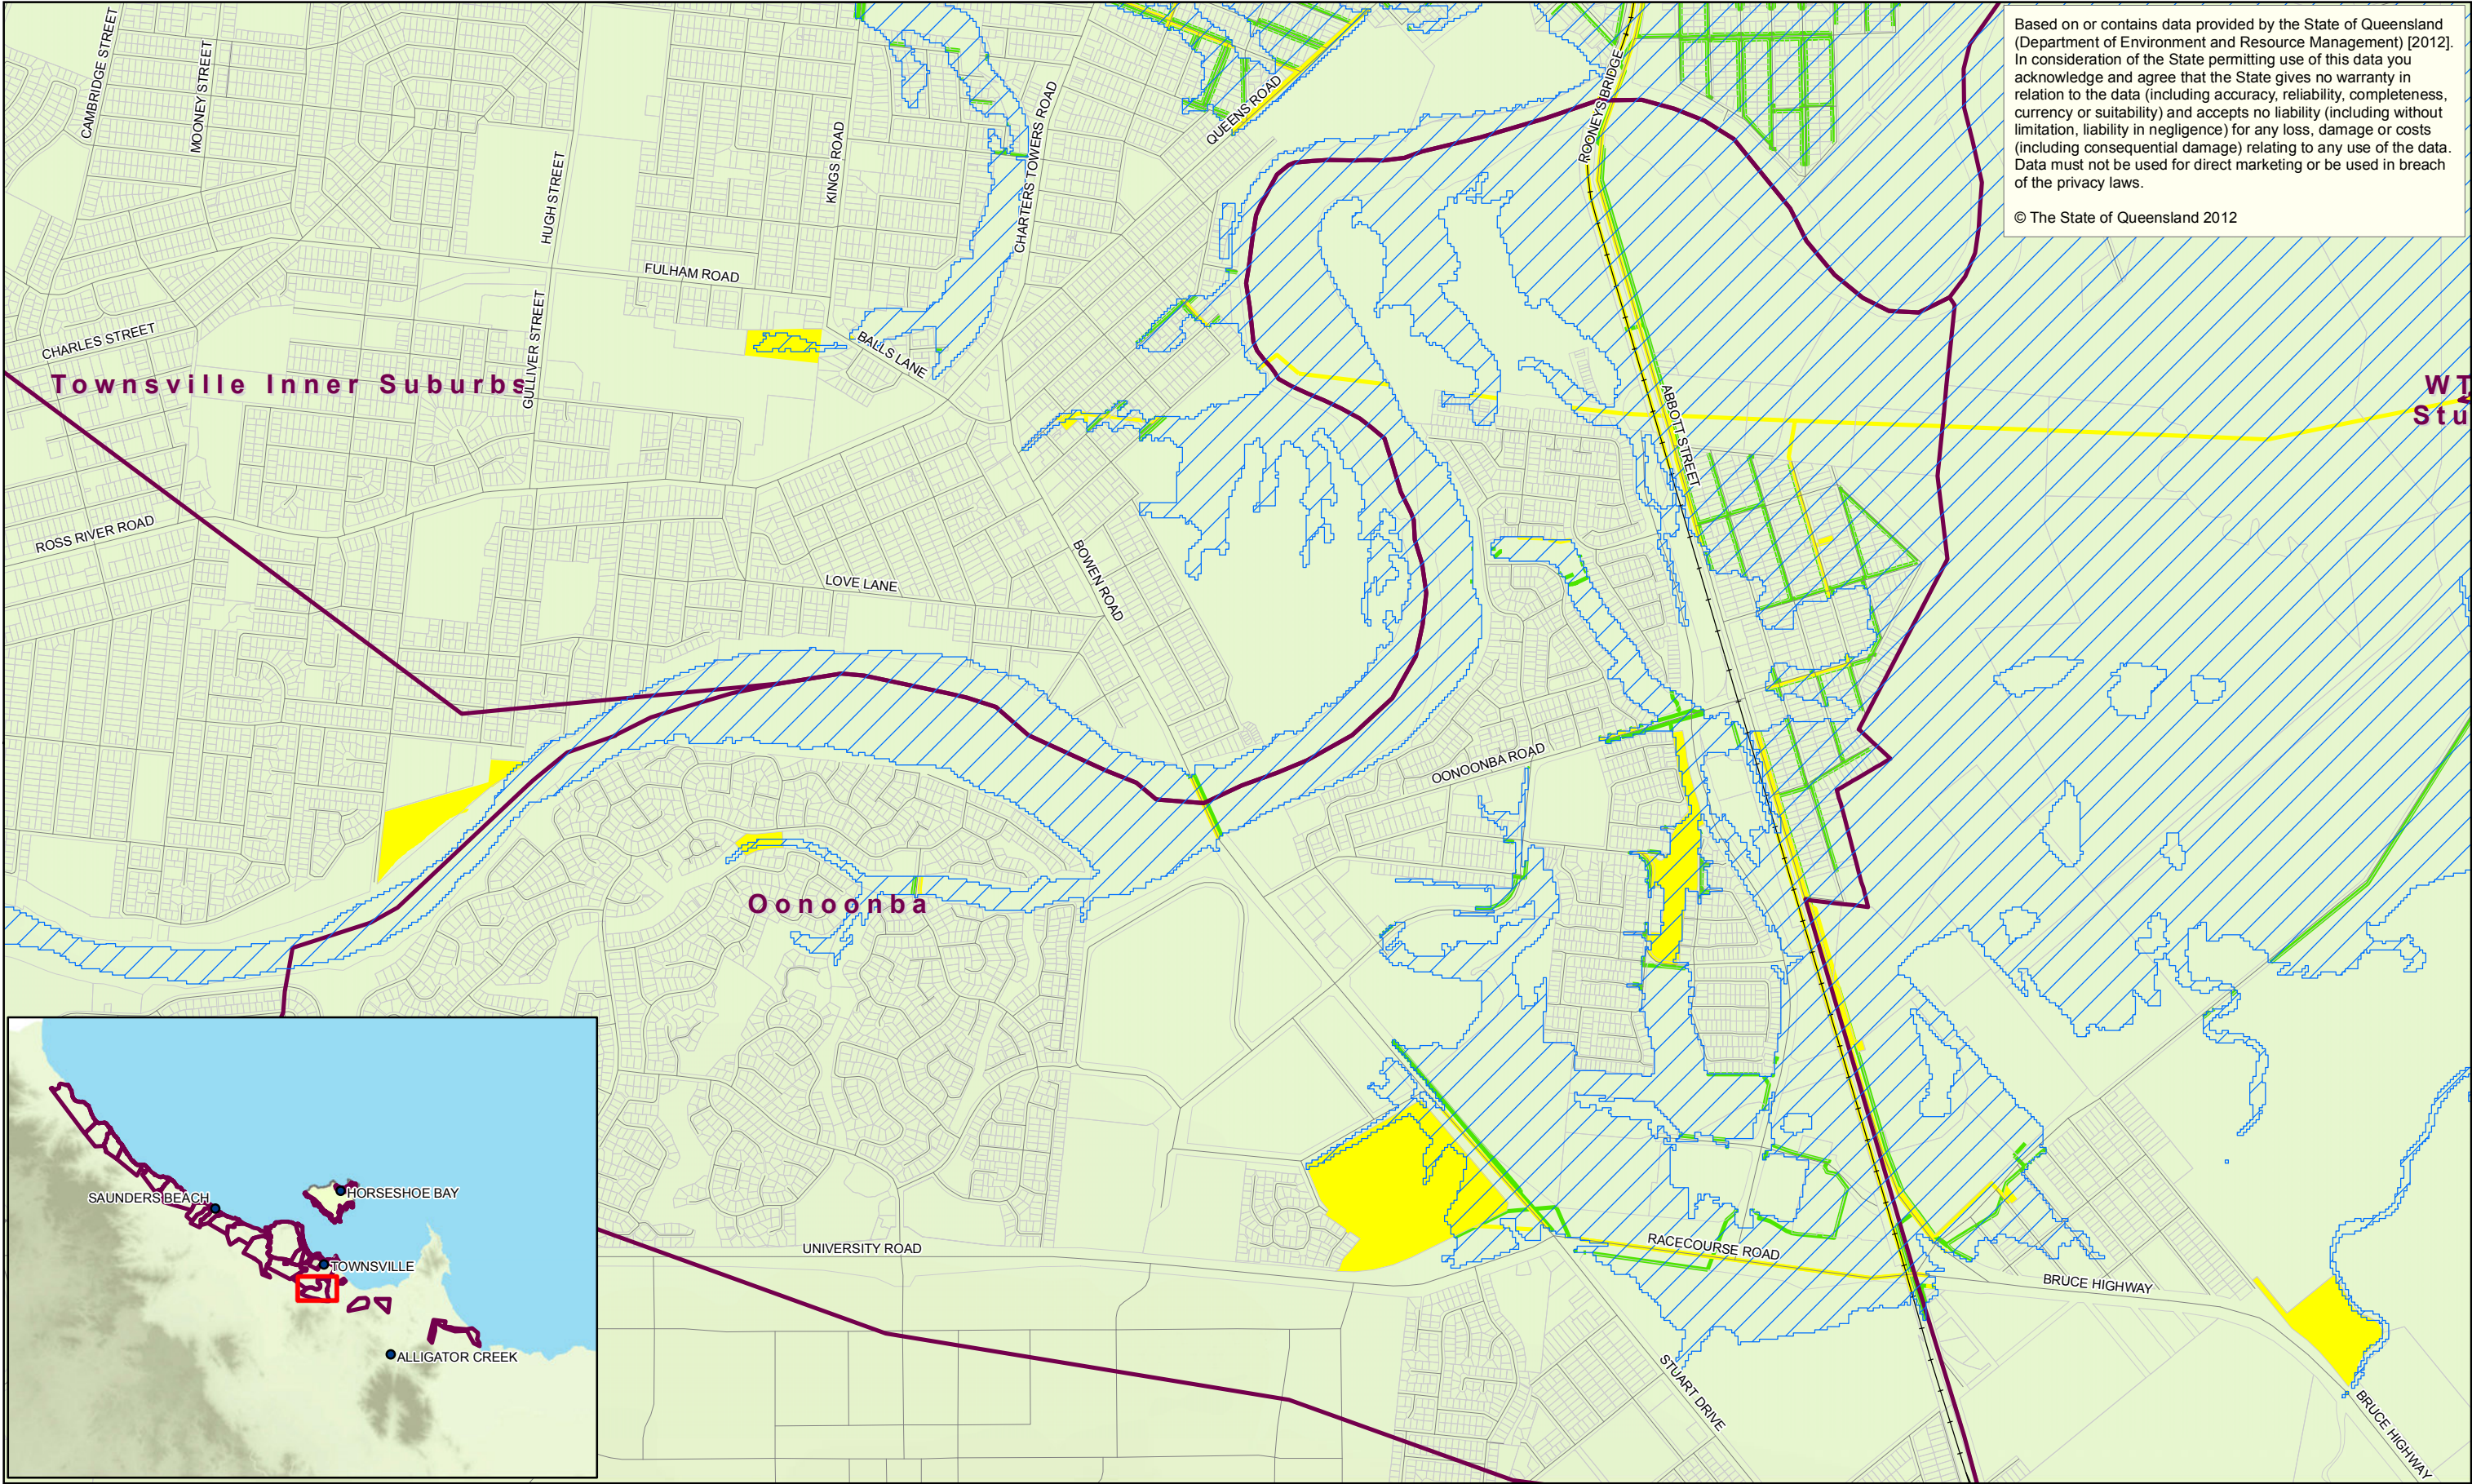 Based on or contains data provided by the State of Queensland
(Department of Environment and Resource Management) [2012].
In consideration of the State permitting use of this data you
acknowledge and agree that the State gives no warranty in
relation to the data (including accuracy, reliability, completeness,
currency or suitability) and accepts no liability (including without
limitation, liability in negligence) for any loss, damage or costs
(including consequential damage) relating to any use of the data.
Data must not be used for direct marketing or be used in breach
of the privacy laws.
© The State of Queensland 2012
CAMBRIDGE STREET
MOONEY STREET
HUGH STREET
KINGS ROAD
CHARTERS TOWERS ROAD
QUEENS ROAD
ROONEYS BRIDGE
FULHAM ROAD
CHARLES STREET
GULLIVER STREET
BALLS LANE
Townsville Inner Suburbs
ABBOTT STREET
WT
Stu
ROSS RIVER ROAD
LOVE LANE
BOWEN ROAD
OONOONBA ROAD
Oonoonba
UNIVERSITY ROAD
RACECOURSE ROAD
BRUCE HIGHWAY
STUART DRIVE
BRUCE HIGHWAY
SAUNDERS BEACH
HORSESHOE BAY
TOWNSVILLE
ALLIGATOR CREEK